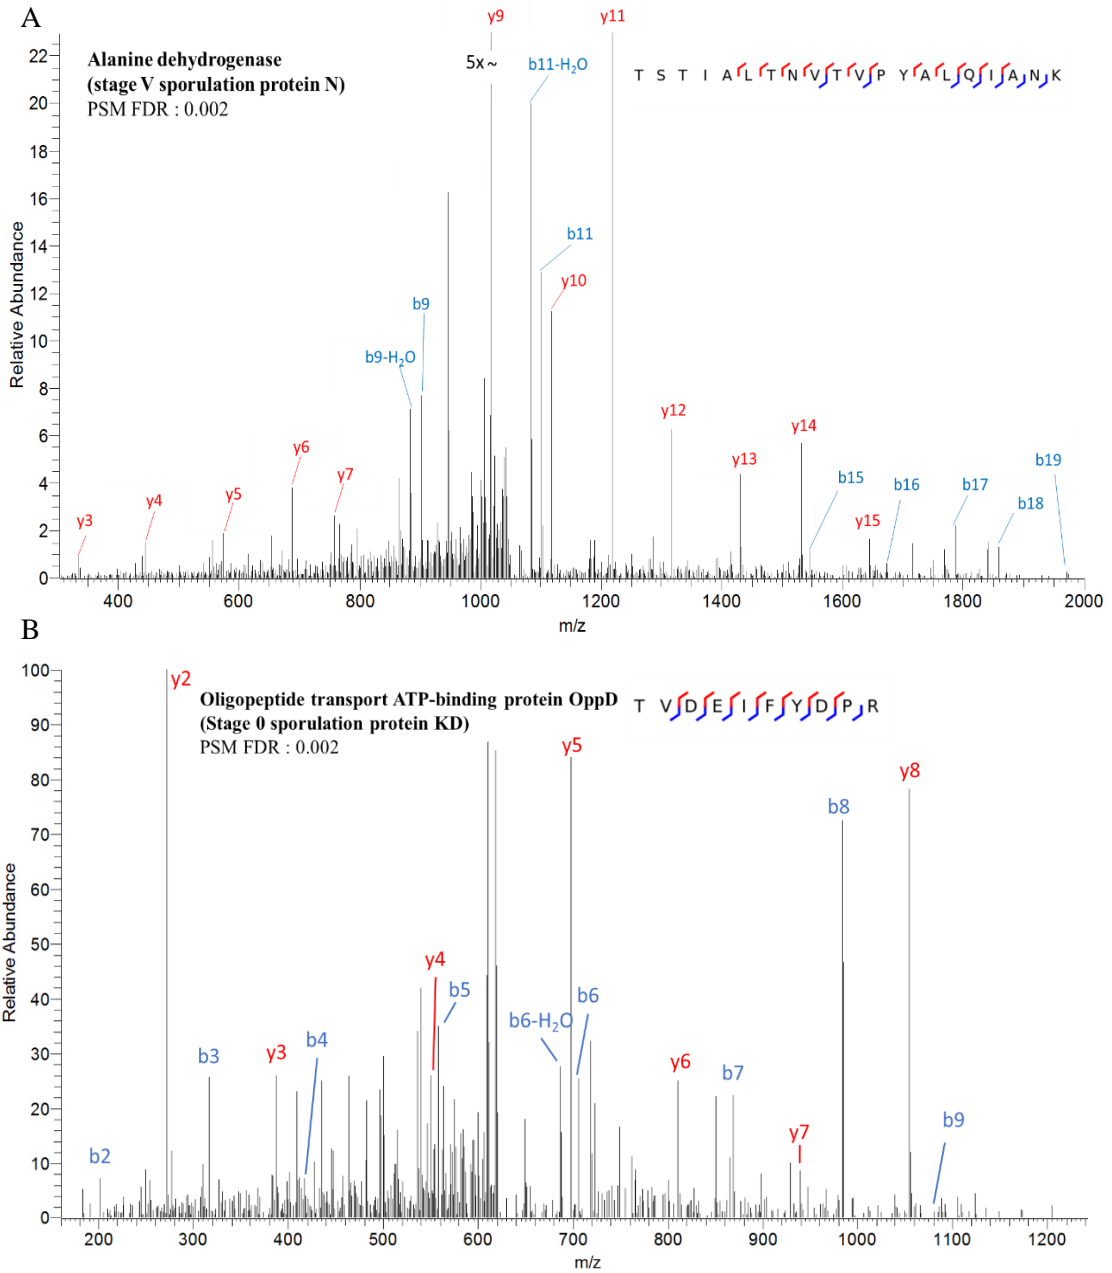 A
Alanine dehydrogenase
(stage V sporulation protein N)
PSM FDR : 0.002
T S T I A L T N V T V P Y A L Q I A N K
5x ~
y9
y11
b11-H₂O
b11
y10
b9
b9-H₂O
y3
y4
y5
y6
y7
y12
y13
y14
b15
y15
b16
b17
b18
b19
Relative Abundance
22
20
18
16
14
12
10
8
6
4
2
0
400 600 800 1000 1200 1400 1600 1800 2000
m/z
B
Oligopeptide transport ATP-binding protein OppD
(Stage 0 sporulation protein KD)
PSM FDR : 0.002
T V D E I F Y D P R
y2
b2
b3
y3
b4
y4
b5
b6-H₂O
y5
b6
y6
b7
y7
b8
y8
b9
Relative Abundance
100
90
80
70
60
50
40
30
20
10
0
200 300 400 500 600 700 800 900 1000 1100 1200
m/z